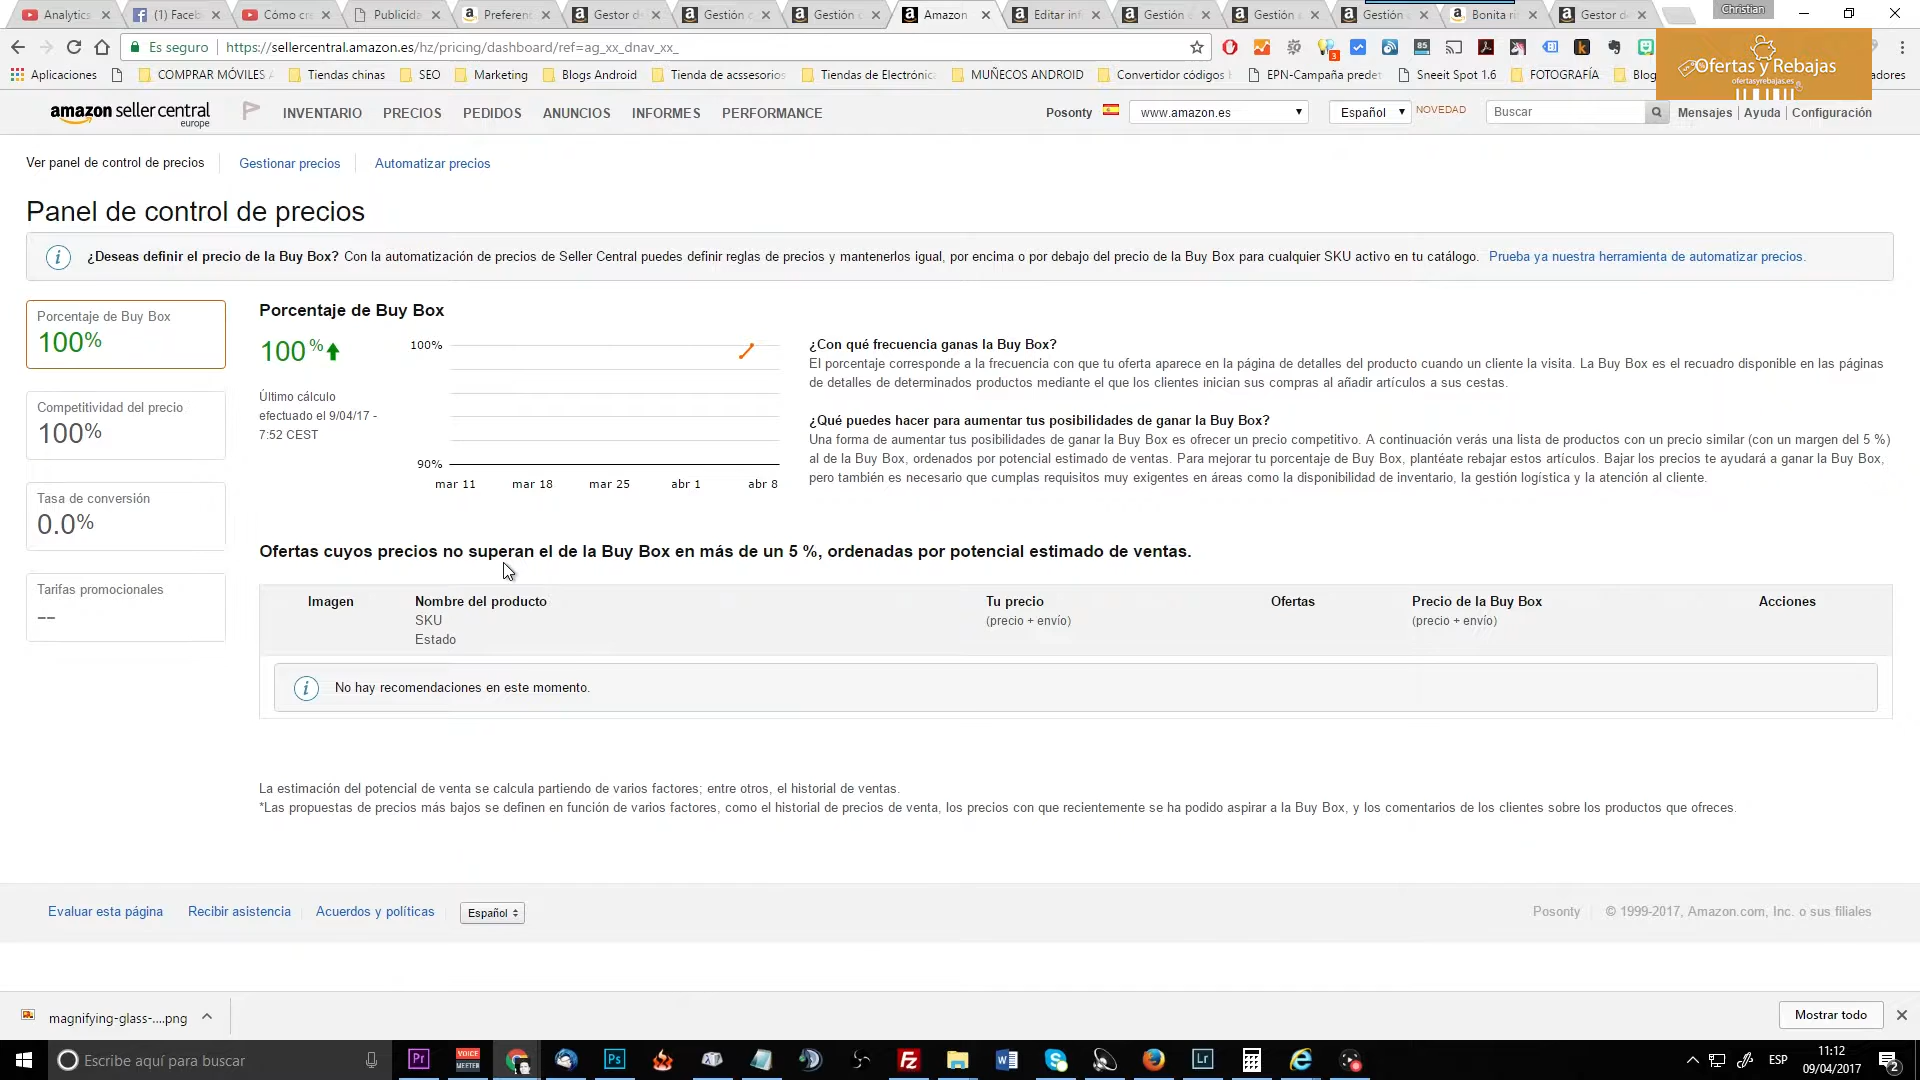 Analytics
(1) Faceb
Cómo cre
Publicida
Preferen
Gestor d
Gestión c
Gestión c
Amazon
Editar inf
Gestión e
Gestión e
Gestión
Bonita ni
Gestor de
Christian
Es seguro
https://sellercentral.amazon.es/hz/pricing/dashboard/ref=ag_xx_dnav_xx_
Aplicaciones
COMPRAR MÓVILES A
Tiendas chinas
SEO
Marketing
Blogs Android
Tienda de acssesorios
Tiendas de Electrónic
MUÑECOS ANDROID
Convertidor códigos
EPN-Campaña predet
Sneeit Spot 1.6
FOTOGRAFÍA
Blog
adores
Ofertas y Rebajas
ofertasyrebajas.es
amazon seller central
europe
INVENTARIO
PRECIOS
PEDIDOS
ANUNCIOS
INFORMES
PERFORMANCE
Posonty
www.amazon.es
Español
NOVEDAD
Buscar
Mensajes | Ayuda | Configuración
Ver panel de control de precios
Gestionar precios
Automatizar precios
Panel de control de precios
¿Deseas definir el precio de la Buy Box? Con la automatización de precios de Seller Central puedes definir reglas de precios y mantenerlos igual, por encima o por debajo del precio de la Buy Box para cualquier SKU activo en tu catálogo. Prueba ya nuestra herramienta de automatizar precios.
Porcentaje de Buy Box
100%
Competitividad del precio
100%
Tasa de conversión
0.0%
Tarifas promocionales
--
Porcentaje de Buy Box
100%
Último cálculo
efectuado el 9/04/17 -
7:52 CEST
100%
90%
mar 11
mar 18
mar 25
abr 1
abr 8
¿Con qué frecuencia ganas la Buy Box?
El porcentaje corresponde a la frecuencia con que tu oferta aparece en la página de detalles del producto cuando un cliente la visita. La Buy Box es el recuadro disponible en las páginas
de detalles de determinados productos mediante el que los clientes inician sus compras al añadir artículos a sus cestas.
¿Qué puedes hacer para aumentar tus posibilidades de ganar la Buy Box?
Una forma de aumentar tus posibilidades de ganar la Buy Box es ofrecer un precio competitivo. A continuación verás una lista de productos con un precio similar (con un margen del 5 %)
al de la Buy Box, ordenados por potencial estimado de ventas. Para mejorar tu porcentaje de Buy Box, plantéate rebajar estos artículos. Bajar los precios te ayudará a ganar la Buy Box,
pero también es necesario que cumplas requisitos muy exigentes en áreas como la disponibilidad de inventario, la gestión logística y la atención al cliente.
Ofertas cuyos precios no superan el de la Buy Box en más de un 5 %, ordenadas por potencial estimado de ventas.
Imagen
Nombre del producto
SKU
Estado
Tu precio
(precio + envío)
Ofertas
Precio de la Buy Box
(precio + envío)
Acciones
No hay recomendaciones en este momento.
La estimación del potencial de venta se calcula partiendo de varios factores; entre otros, el historial de ventas.
*Las propuestas de precios más bajos se definen en función de varios factores, como el historial de precios de venta, los precios con que recientemente se ha podido aspirar a la Buy Box, y los comentarios de los clientes sobre los productos que ofreces.
Evaluar esta página
Recibir asistencia
Acuerdos y políticas
Español
Posonty
© 1999-2017, Amazon.com, Inc. o sus filiales
magnifying-glass-....png
Mostrar todo
Escribe aquí para buscar
ESP
11:12
09/04/2017